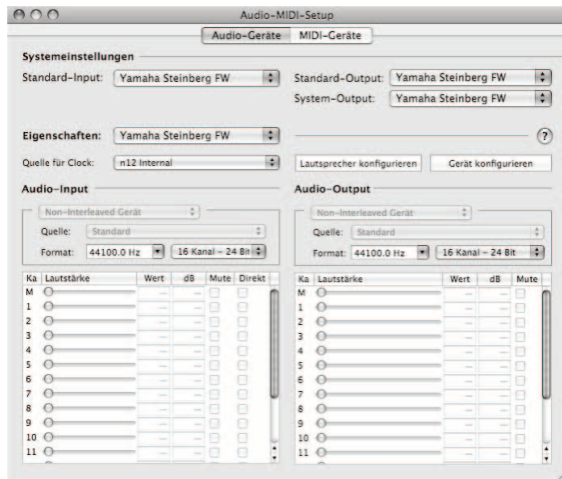 Audio-MIDI-Setup
Audio-Geräte MIDI-Geräte
Systemeinstellungen
Standard-Input: Yamaha Steinberg FW
Standard-Output: Yamaha Steinberg FW
System-Output: Yamaha Steinberg FW
Eigenschaften: Yamaha Steinberg FW
?
Quelle für Clock: n12 Internal
Lautsprecher konfigurieren Gerät konfigurieren
Audio-Input
Non-Interleaved Gerät
Quelle: Standard
Format: 44100.0 Hz 16 Kanal - 24 Bit
Ka Lautstärke Wert dB Mute Direkt
M
1
2
3
4
5
6
7
8
9
10
11
Audio-Output
Non-Interleaved Gerät
Quelle: Standard
Format: 44100.0 Hz 16 Kanal - 24 Bit
Ka Lautstärke Wert dB Mute
M
1
2
3
4
5
6
7
8
9
10
11